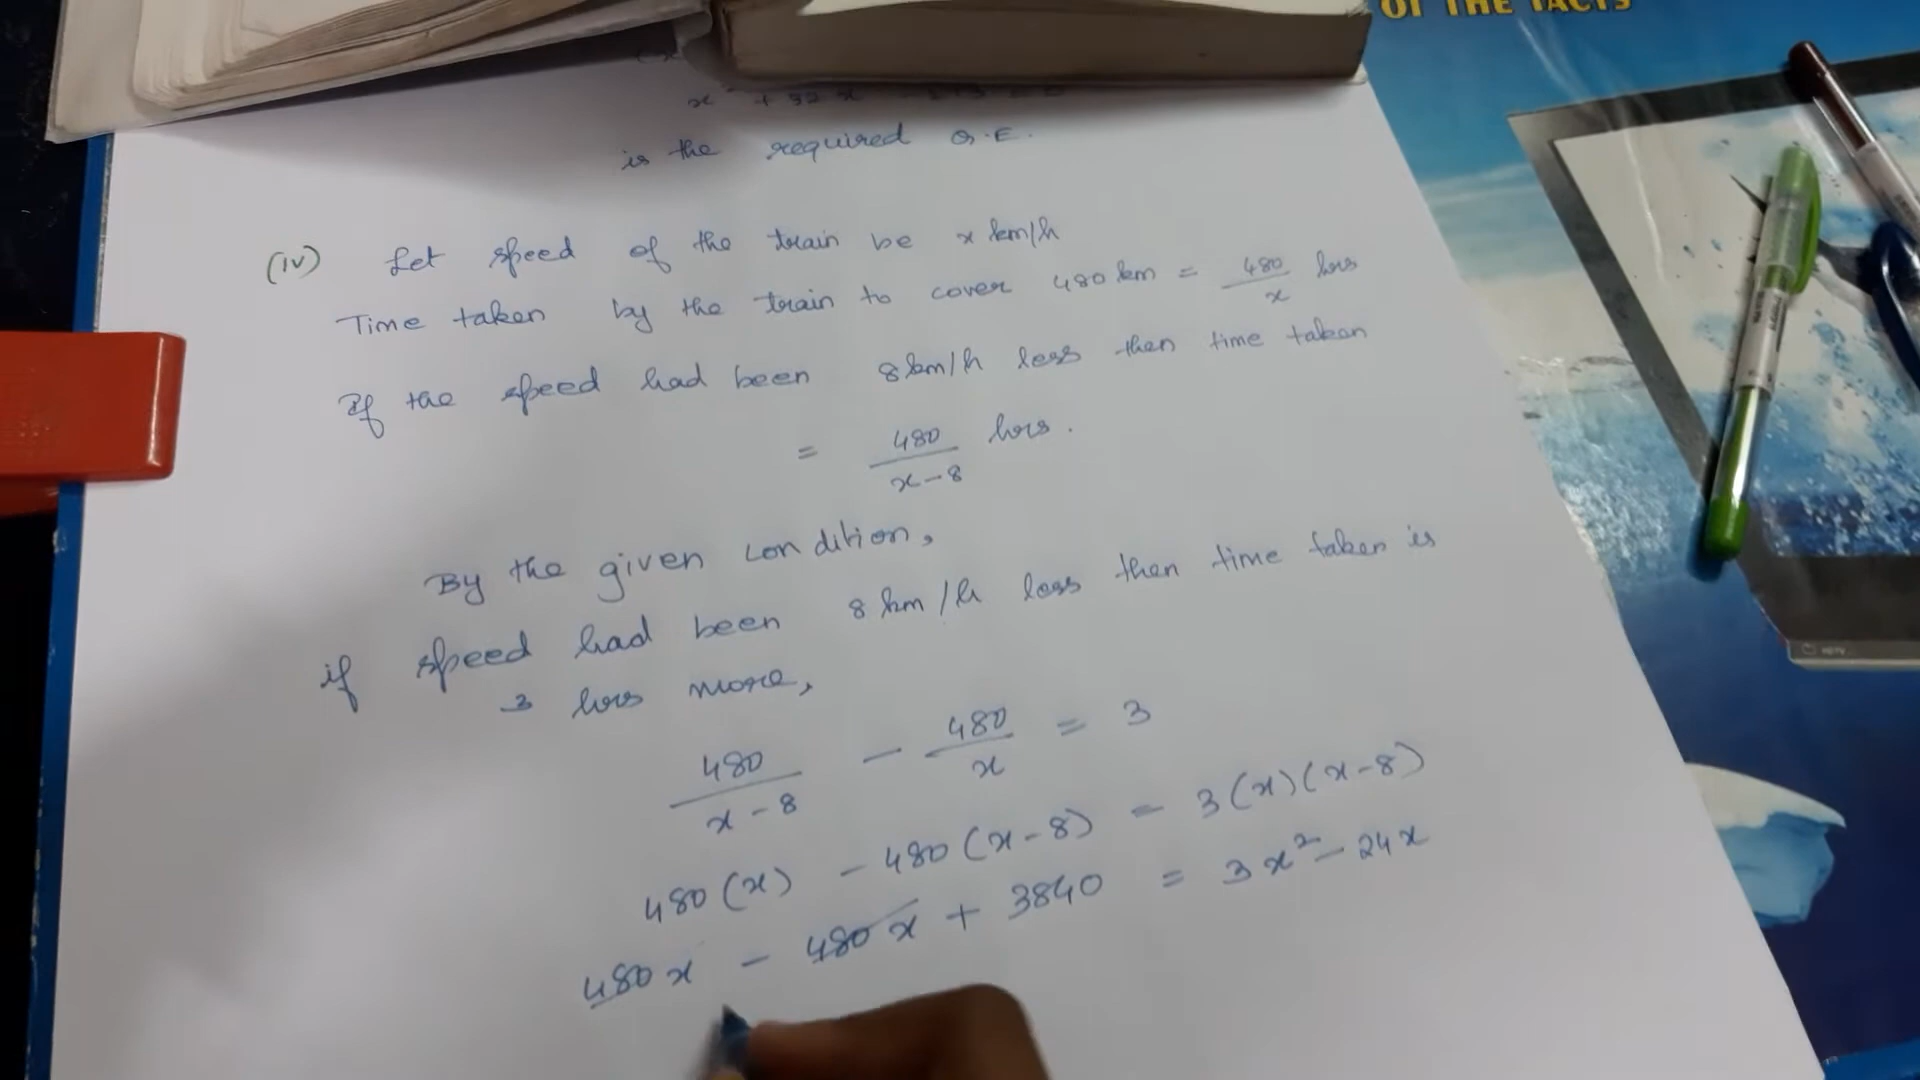 OF THE FACTS
is the required Q.E.
(iv) Let speed of the train be x km/h
Time taken by the train to cover 480 km = 480/x hrs
If the speed had been 8 km/h less then time taken
= 480/(x-8) hrs.
By the given condition,
if speed had been 8 km/h less then time taken is
3 hrs more,
480/(x-8) - 480/x = 3
480(x) - 480(x-8) = 3(x)(x-8)
480x - 480x + 3840 = 3x² - 24x